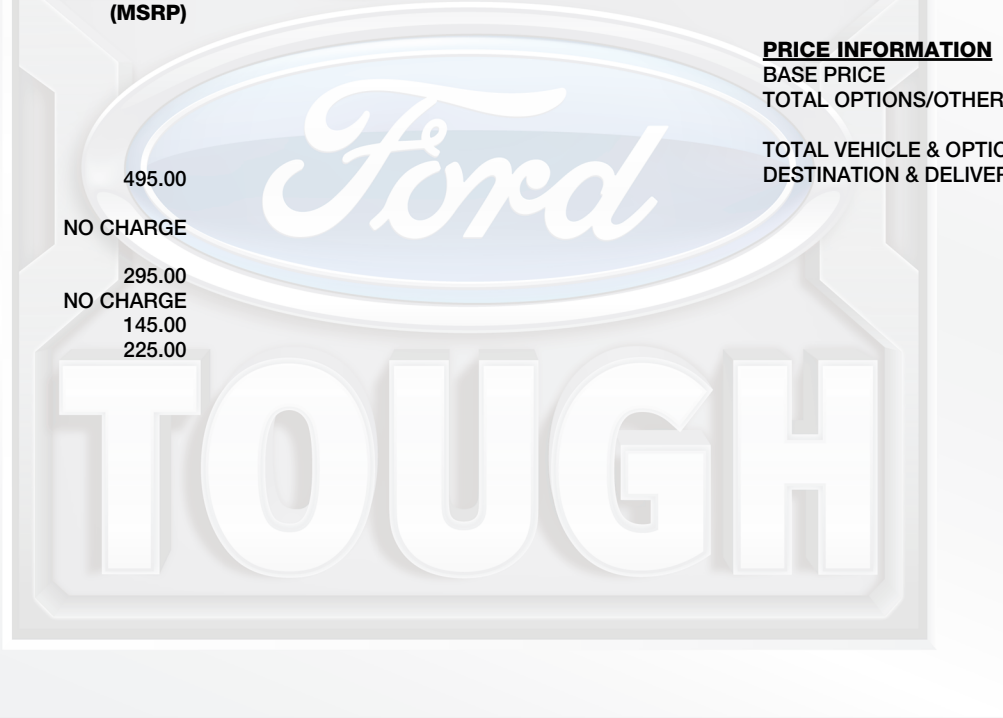 (MSRP)
495.00
NO CHARGE
295.00
NO CHARGE
145.00
225.00
PRICE INFORMATION
BASE PRICE
TOTAL OPTIONS/OTHER
TOTAL VEHICLE & OPTIO
DESTINATION & DELIVER
Ford
TOUGH